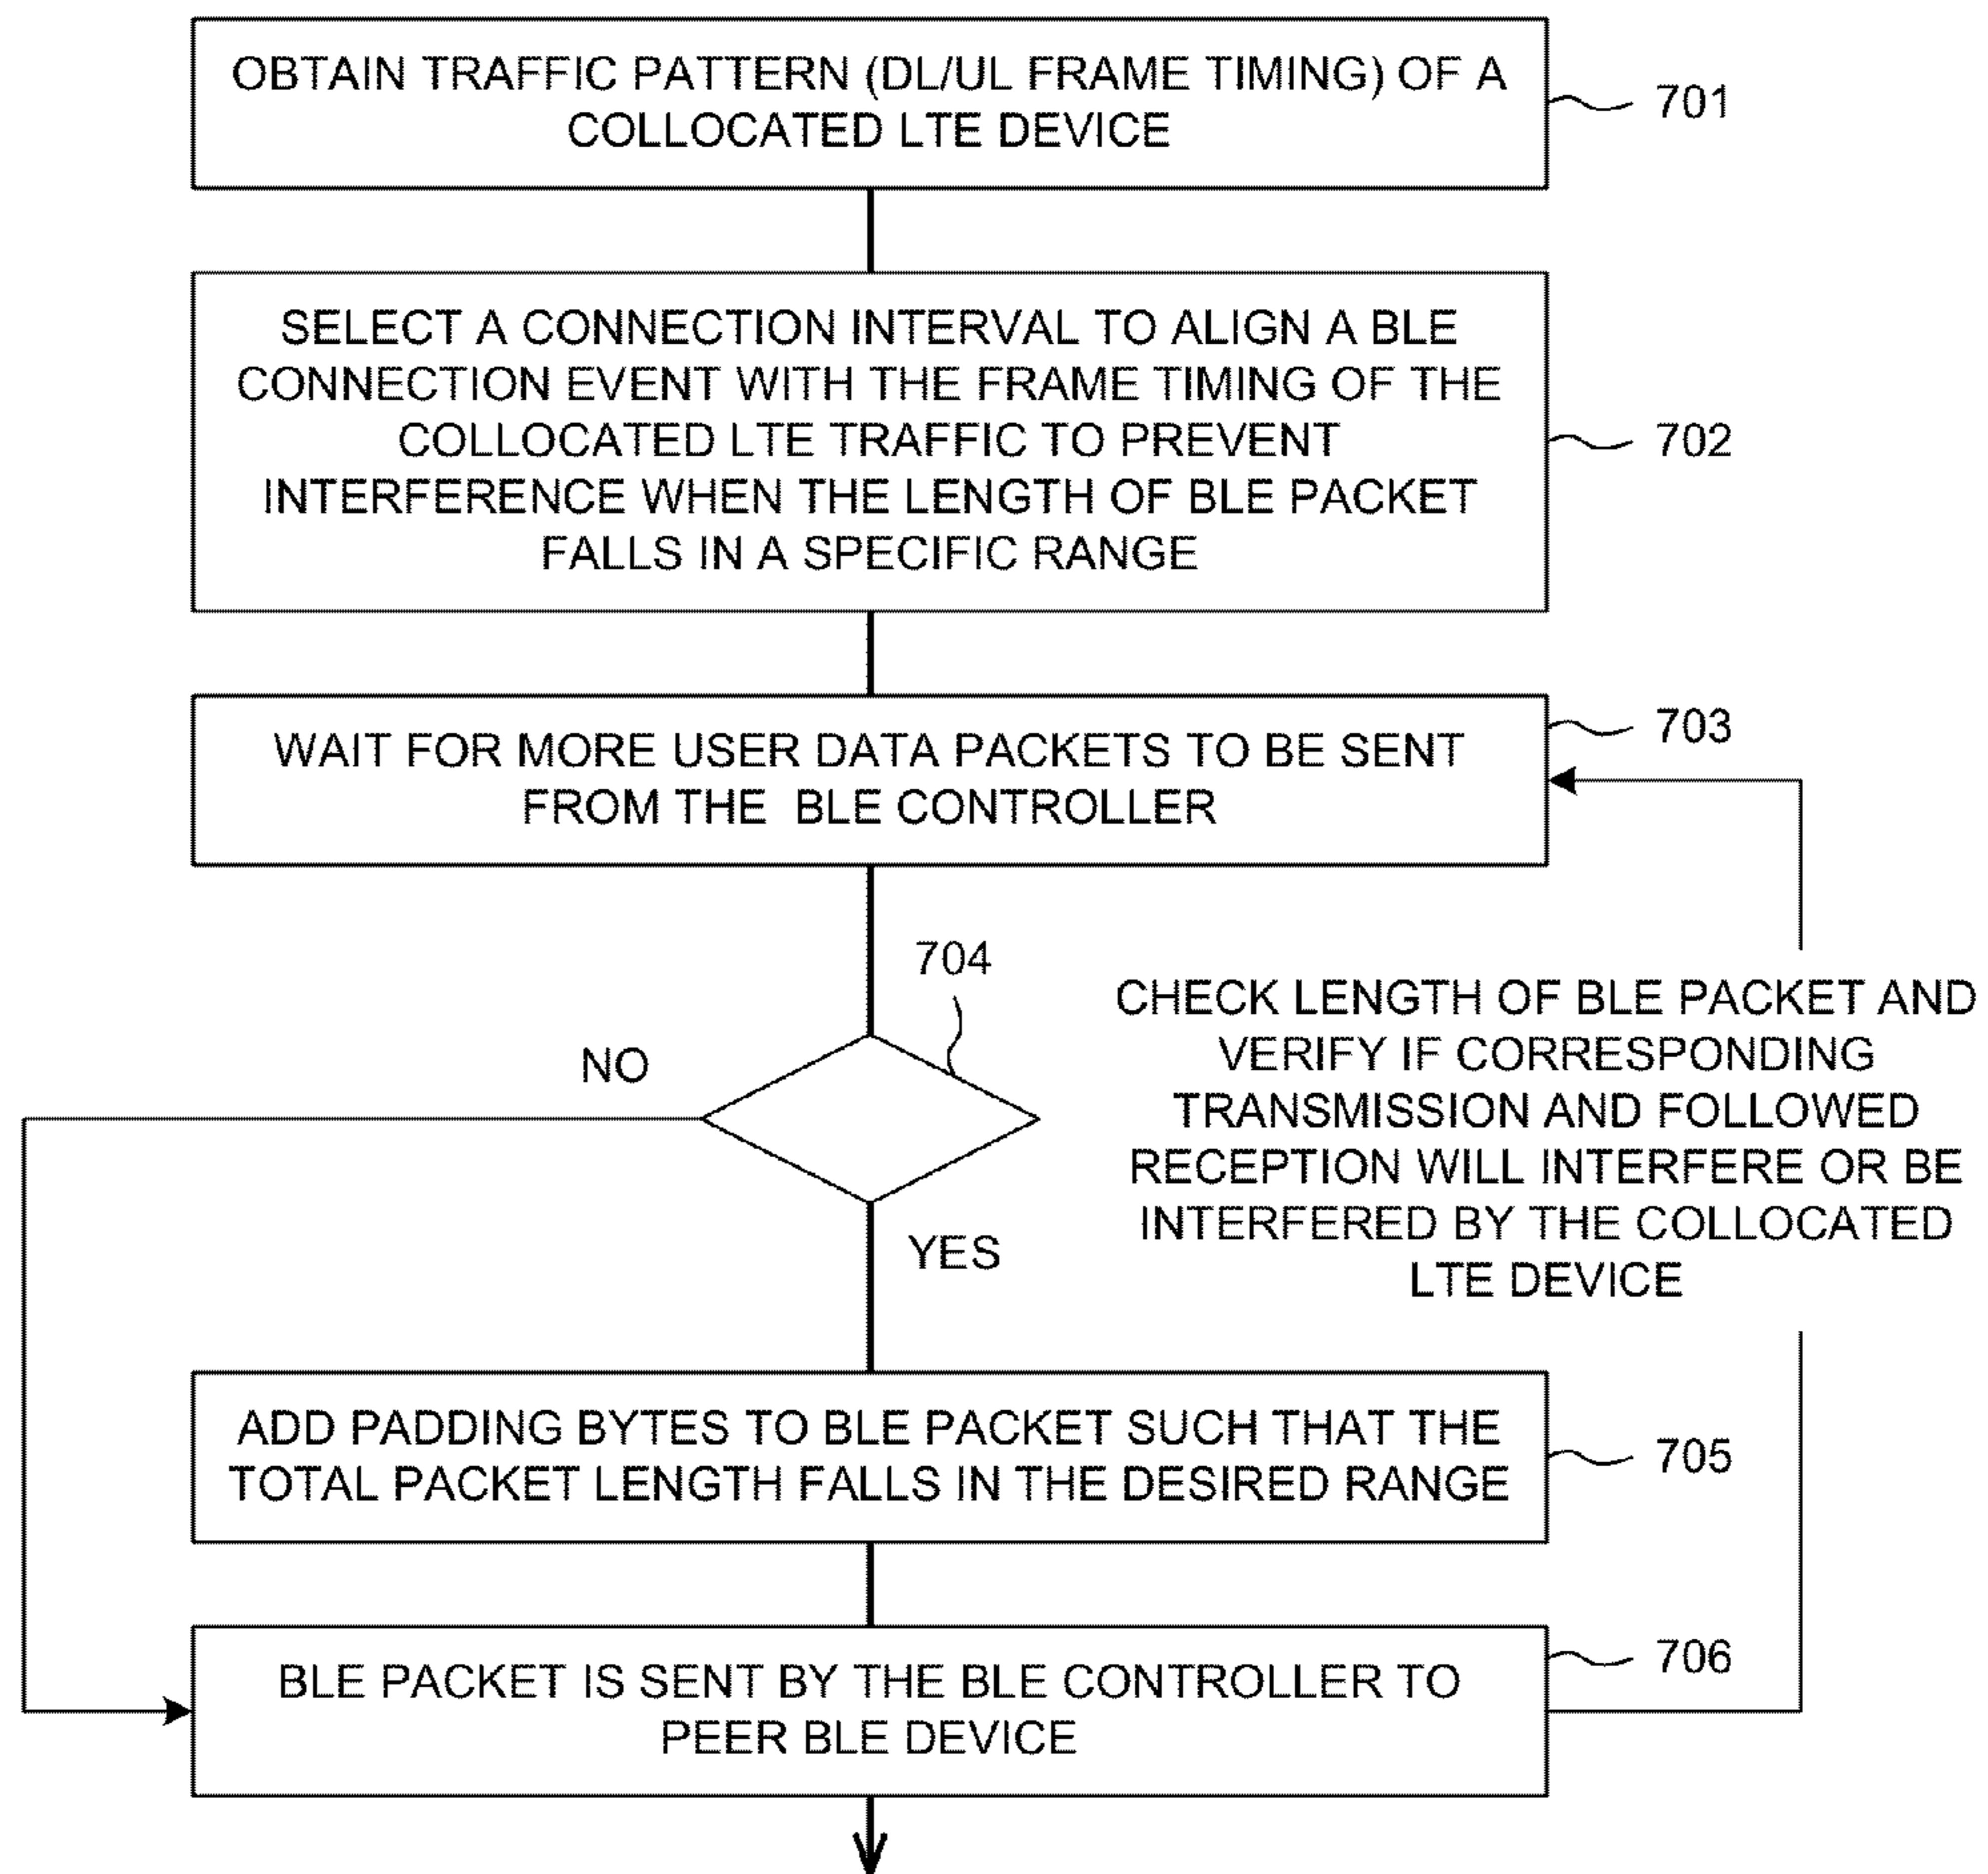 OBTAIN TRAFFIC PATTERN (DL/UL FRAME TIMING) OF A
COLLOCATED LTE DEVICE
701
SELECT A CONNECTION INTERVAL TO ALIGN A BLE
CONNECTION EVENT WITH THE FRAME TIMING OF THE
COLLOCATED LTE TRAFFIC TO PREVENT
INTERFERENCE WHEN THE LENGTH OF BLE PACKET
FALLS IN A SPECIFIC RANGE
702
WAIT FOR MORE USER DATA PACKETS TO BE SENT
FROM THE BLE CONTROLLER
703
704
NO
YES
CHECK LENGTH OF BLE PACKET AND
VERIFY IF CORRESPONDING
TRANSMISSION AND FOLLOWED
RECEPTION WILL INTERFERE OR BE
INTERFERED BY THE COLLOCATED
LTE DEVICE
ADD PADDING BYTES TO BLE PACKET SUCH THAT THE
TOTAL PACKET LENGTH FALLS IN THE DESIRED RANGE
705
BLE PACKET IS SENT BY THE BLE CONTROLLER TO
PEER BLE DEVICE
706